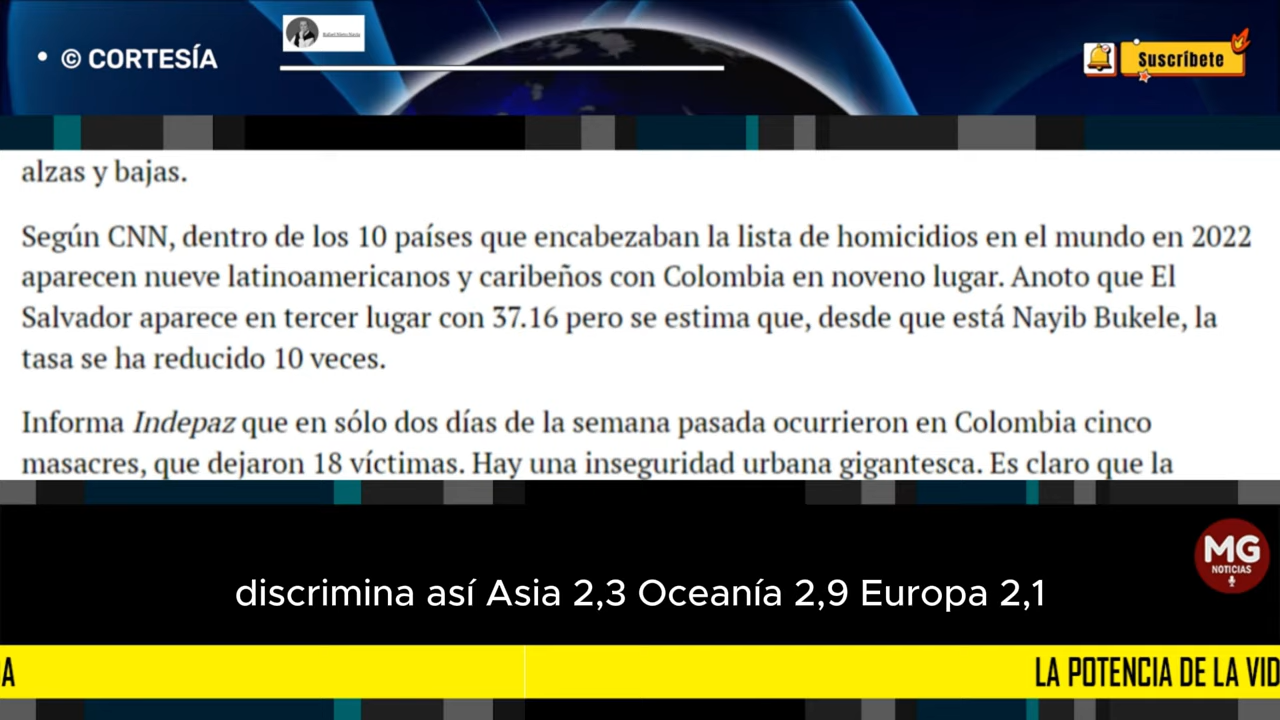 • © CORTESÍA
Suscríbete
alzas y bajas.
Según CNN, dentro de los 10 países que encabezaban la lista de homicidios en el mundo en 2022
aparecen nueve latinoamericanos y caribeños con Colombia en noveno lugar. Anoto que El
Salvador aparece en tercer lugar con 37.16 pero se estima que, desde que está Nayib Bukele, la
tasa se ha reducido 10 veces.
Informa Indepaz que en sólo dos días de la semana pasada ocurrieron en Colombia cinco
masacres, que dejaron 18 víctimas. Hay una inseguridad urbana gigantesca. Es claro que la
MG
NOTICIAS
discrimina así Asia 2,3 Oceanía 2,9 Europa 2,1
A
LA POTENCIA DE LA VID